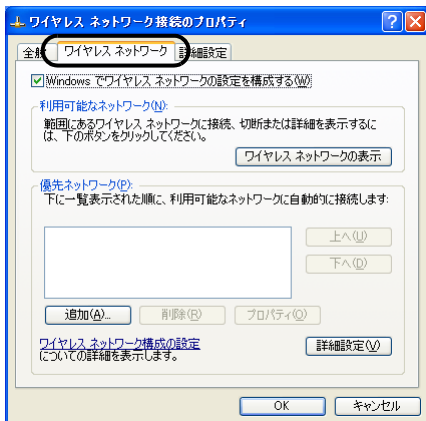 ワイヤレス ネットワーク接続のプロパティ
全般 ワイヤレス ネットワーク 詳細設定
Windows でワイヤレス ネットワークの設定を構成する(W)
利用可能なネットワーク(N):
範囲にあるワイヤレス ネットワークに接続、切断または詳細を表示するに
は、下のボタンをクリックしてください。
ワイヤレス ネットワークの表示
優先ネットワーク(P):
下に一覧表示された順に、利用可能なネットワークに自動的に接続します:
上へ(U)
下へ(D)
追加(A)... 削除(R) プロパティ(O)
ワイヤレス ネットワーク構成の設定
についての詳細を表示します。
詳細設定(V)
OK キャンセル